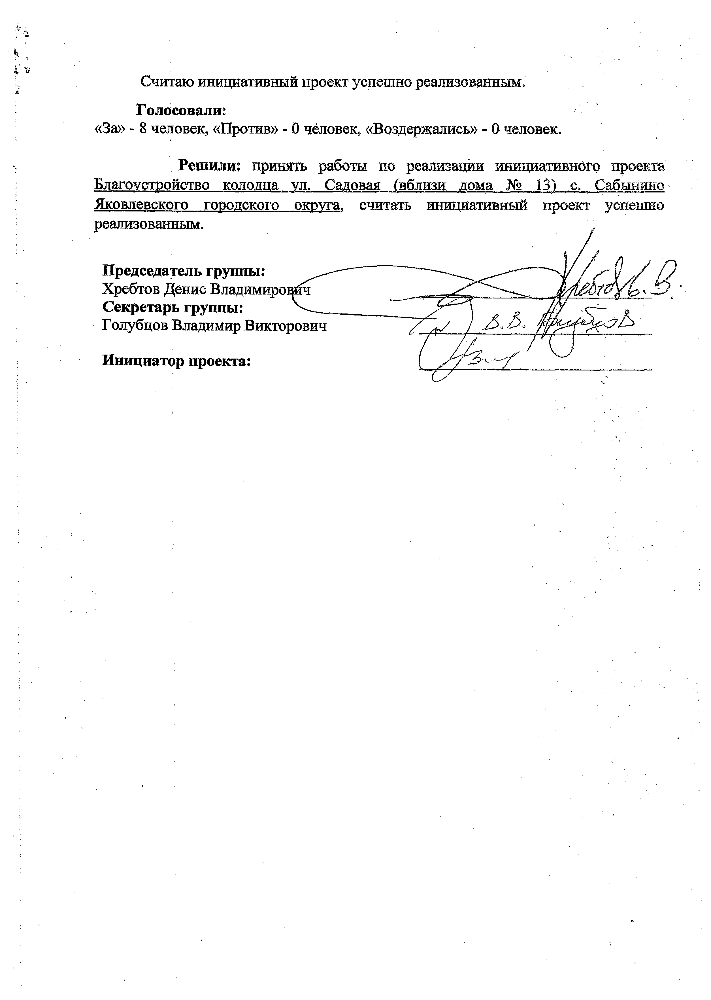 Считаю инициативный проект успешно реализованным.
Голосовали:
«За» - 8 человек, «Против» - 0 человек, «Воздержались» - 0 человек.
Решили: принять работы по реализации инициативного проекта
Благоустройство колодца ул. Садовая (вблизи дома № 13) с. Сабынино
Яковлевского городского округа, считать инициативный проект успешно
реализованным.
Председатель группы:
Хребтов Денис Владимирович
Хребтов В.
Секретарь группы:
Голубцов Владимир Викторович
В.В. Голубцов
Инициатор проекта: